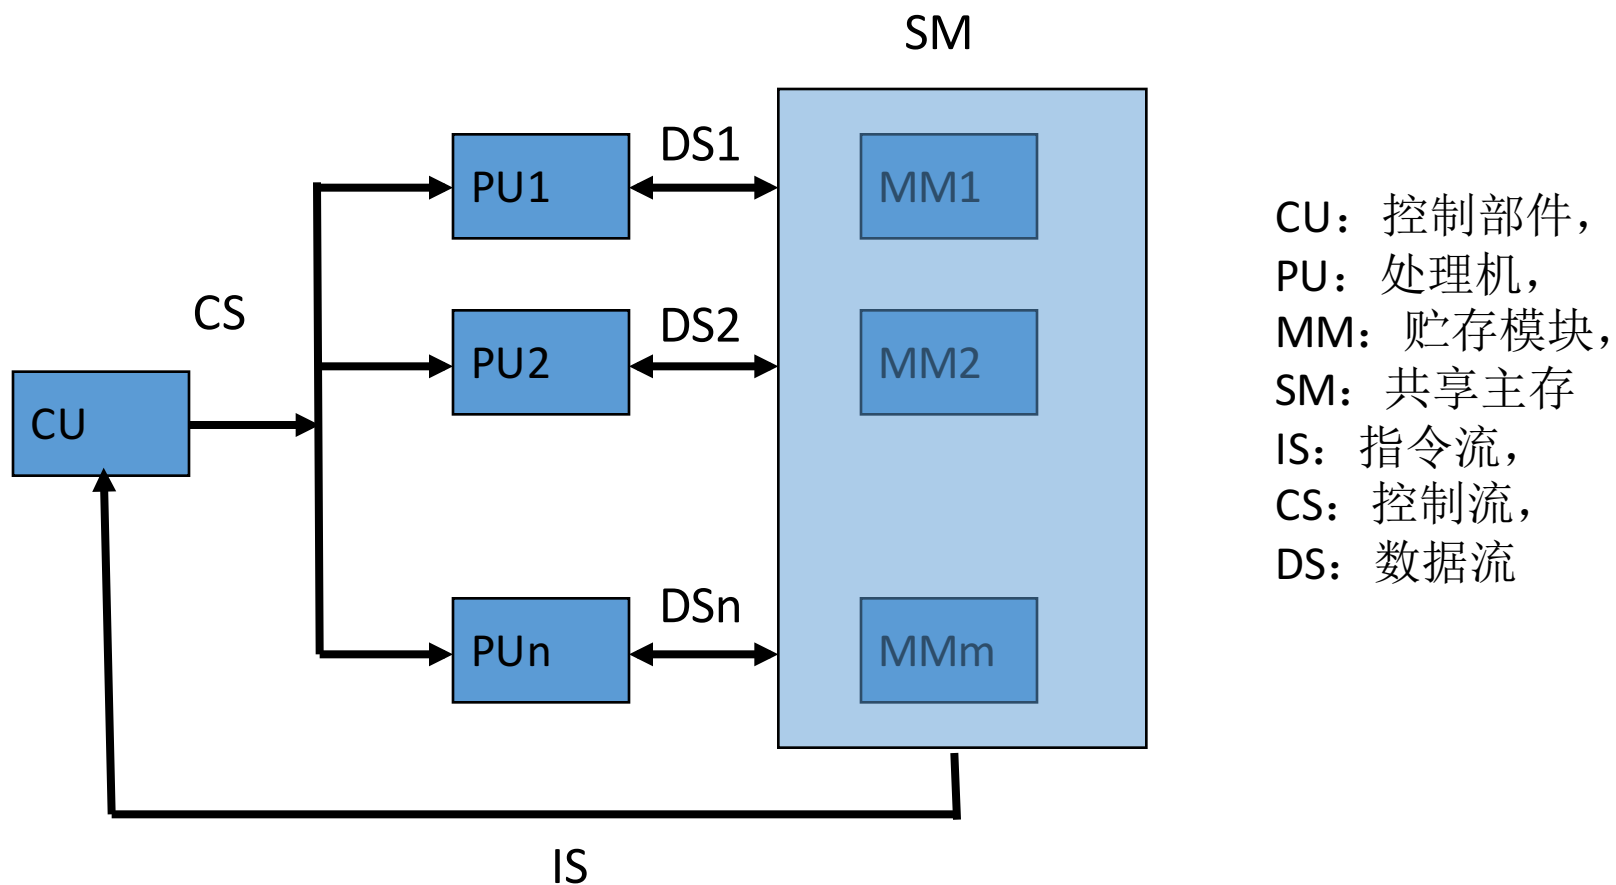 SM
DS1
PU1
MM1
CS
DS2
PU2
MM2
CU
DSn
PUn
MMm
IS
CU：控制部件，
PU：处理机，
MM：贮存模块，
SM：共享主存
IS：指令流，
CS：控制流，
DS：数据流